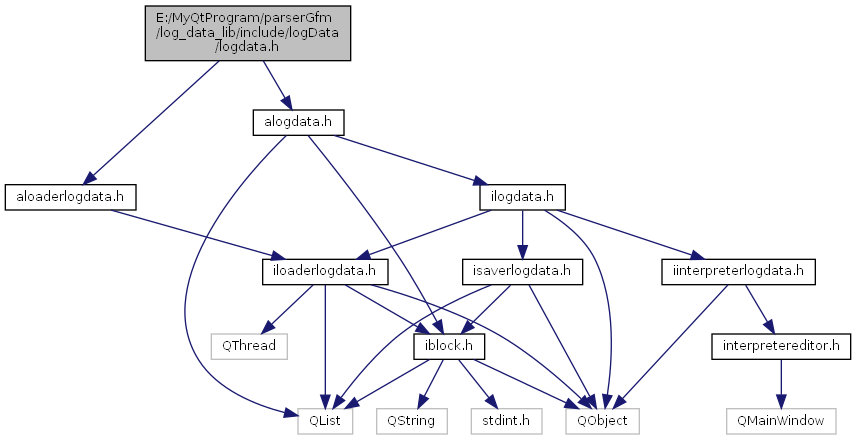 E:/MyQtProgram/parserGfm
/log_data_lib/include/logData
/logdata.h
alogdata.h
aloaderlogdata.h
ilogdata.h
iloaderlogdata.h
isaverlogdata.h
iinterpreterlogdata.h
QThread
iblock.h
interpretereditor.h
QList
QString
stdint.h
QObject
QMainWindow